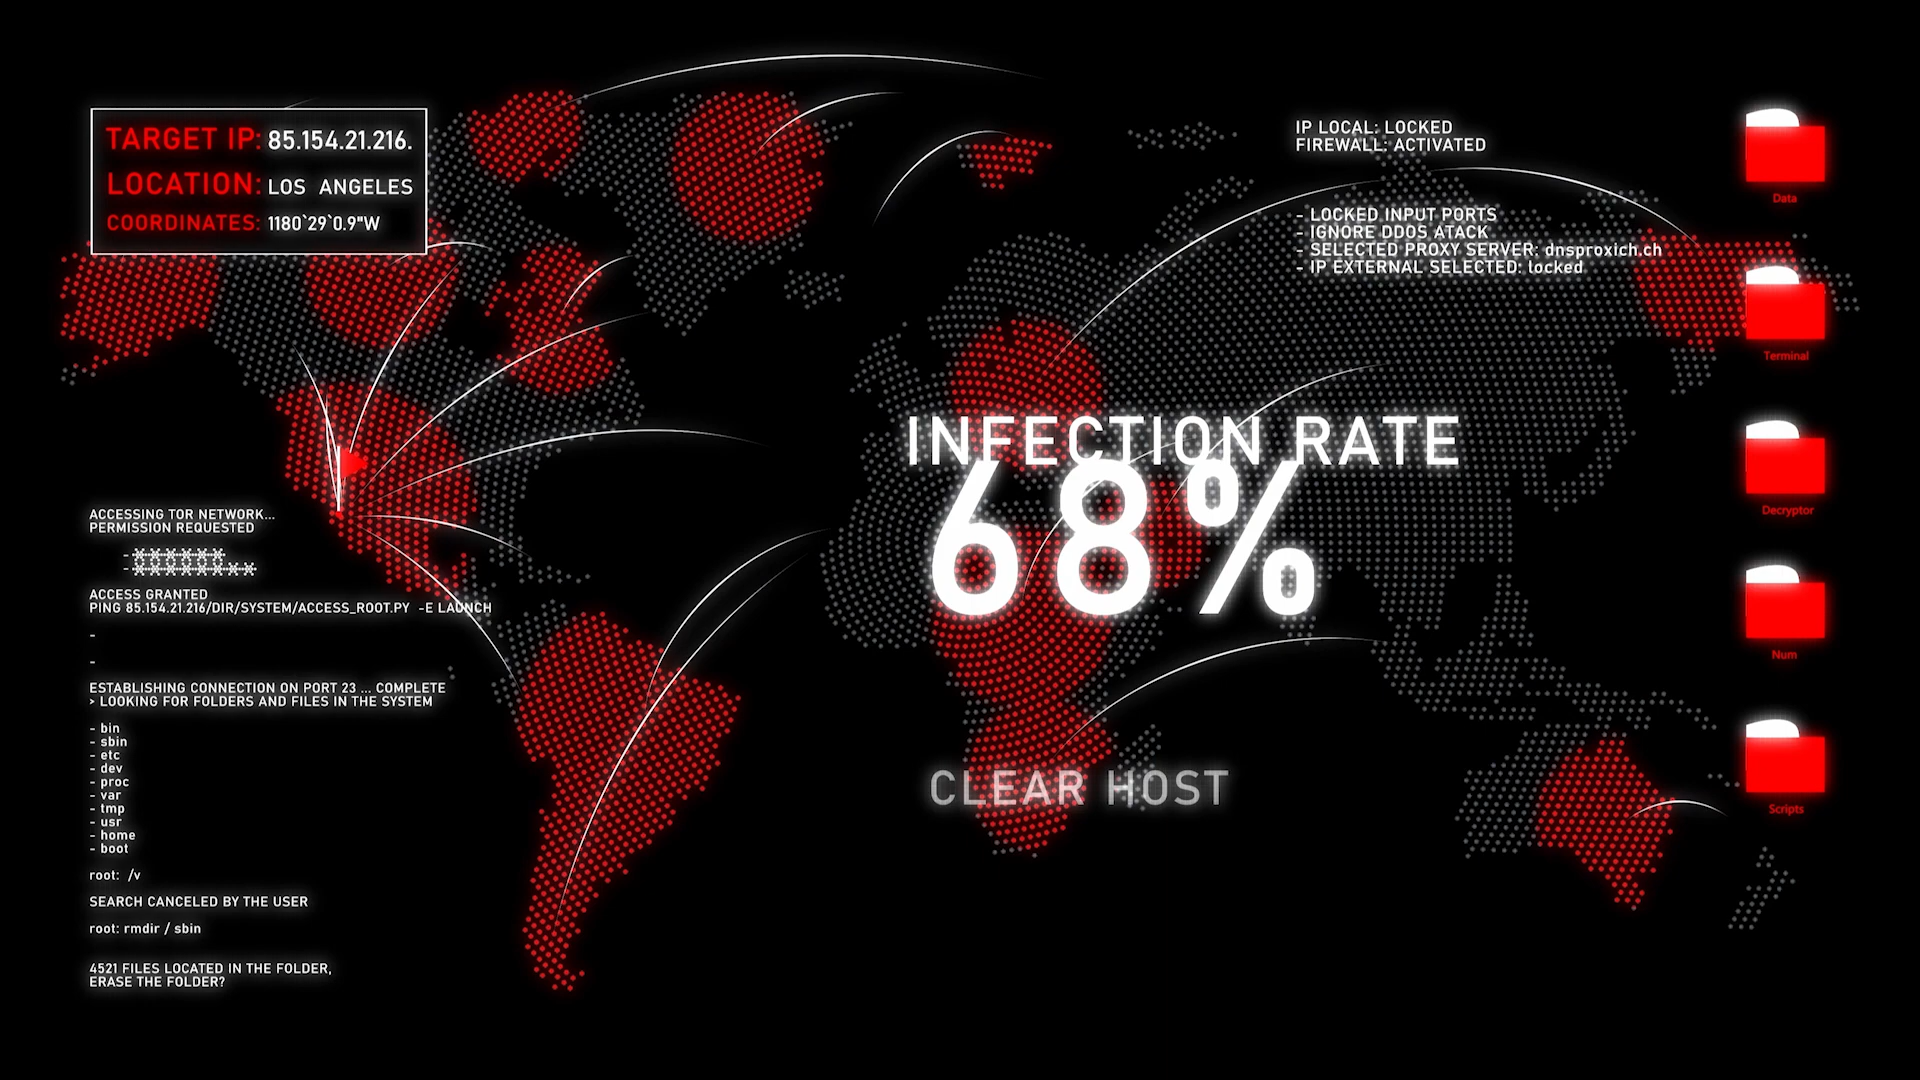 TARGET IP: 85.154.21.216.
LOCATION: LOS ANGELES
COORDINATES: 1180`29`0.9"W
IP LOCAL: LOCKED
FIREWALL: ACTIVATED
- LOCKED INPUT PORTS
- IGNORE DDOS ATACK
- SELECTED PROXY SERVER: dnsproxich.ch
- IP EXTERNAL SELECTED: locked
Data
Terminal
Decryptor
Num
Scripts
INFECTION RATE
68%
CLEAR HOST
ACCESSING TOR NETWORK...
PERMISSION REQUESTED
ACCESS GRANTED
PING 85.154.21.216/DIR/SYSTEM/ACCESS_ROOT.PY -E LAUNCH
-
-
ESTABLISHING CONNECTION ON PORT 23 ... COMPLETE
> LOOKING FOR FOLDERS AND FILES IN THE SYSTEM
- bin
- sbin
- etc
- dev
- proc
- var
- tmp
- usr
- home
- boot
root: /v
SEARCH CANCELED BY THE USER
root: rmdir / sbin
4521 FILES LOCATED IN THE FOLDER,
ERASE THE FOLDER?